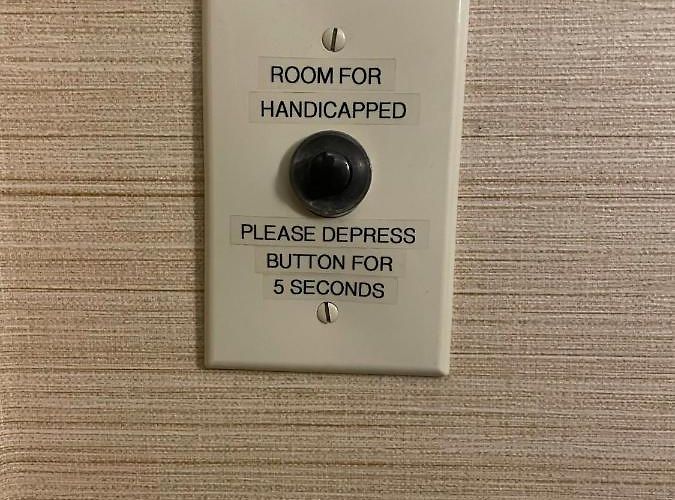 ROOM FOR
HANDICAPPED
PLEASE DEPRESS
BUTTON FOR
5 SECONDS